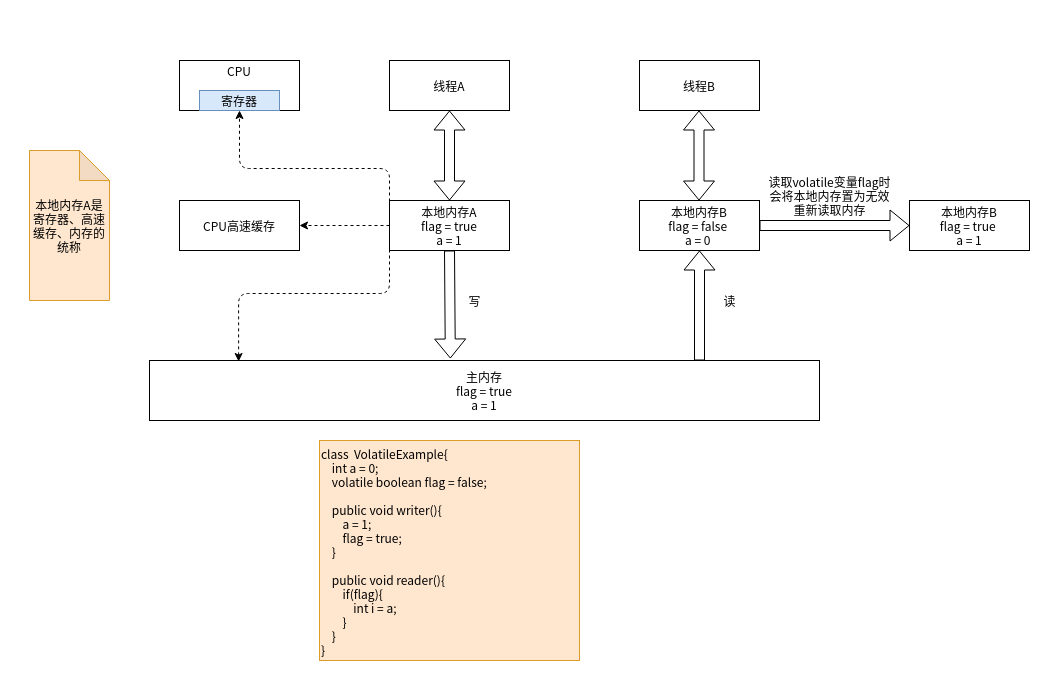 CPU
寄存器
线程A
线程B
本地内存A是
寄存器、高速
缓存、内存的
统称
CPU高速缓存
本地内存A
flag = true
a = 1
本地内存B
flag = false
a = 0
读取volatile变量flag时
会将本地内存置为无效
重新读取内存
本地内存B
flag = true
a = 1
写
读
主内存
flag = true
a = 1
class  VolatileExample{
    int a = 0;
    volatile boolean flag = false;

    public void writer(){
        a = 1;
        flag = true;
    }

    public void reader(){
        if(flag){
            int i = a;
        }
    }
}